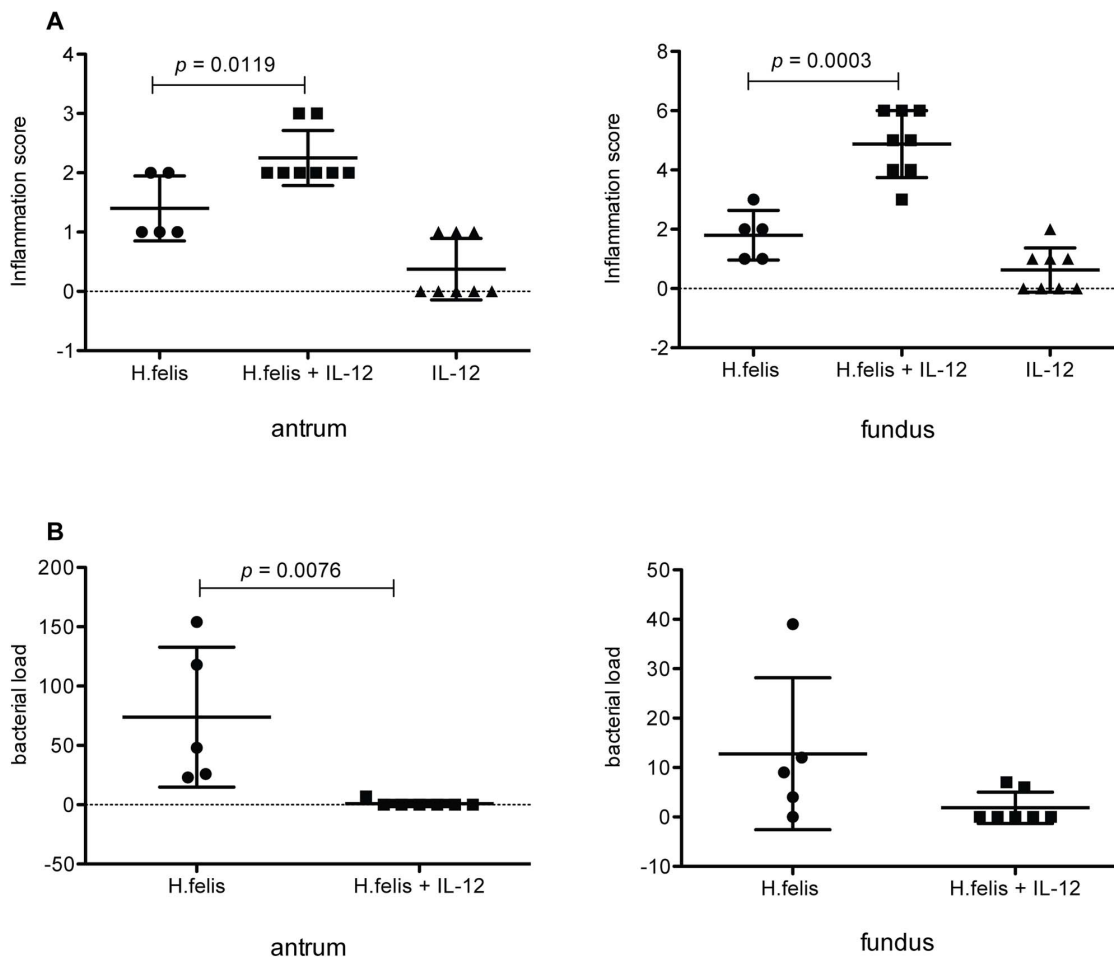 A
Inflammation score
4
3
2
1
0
-1
p = 0.0119
H.felis
H.felis + IL-12
IL-12
antrum
Inflammation score
8
6
4
2
0
-2
p = 0.0003
H.felis
H.felis + IL-12
IL-12
fundus
B
bacterial load
200
150
100
50
0
-50
p = 0.0076
H.felis
H.felis + IL-12
antrum
bacterial load
50
40
30
20
10
0
-10
H.felis
H.felis + IL-12
fundus